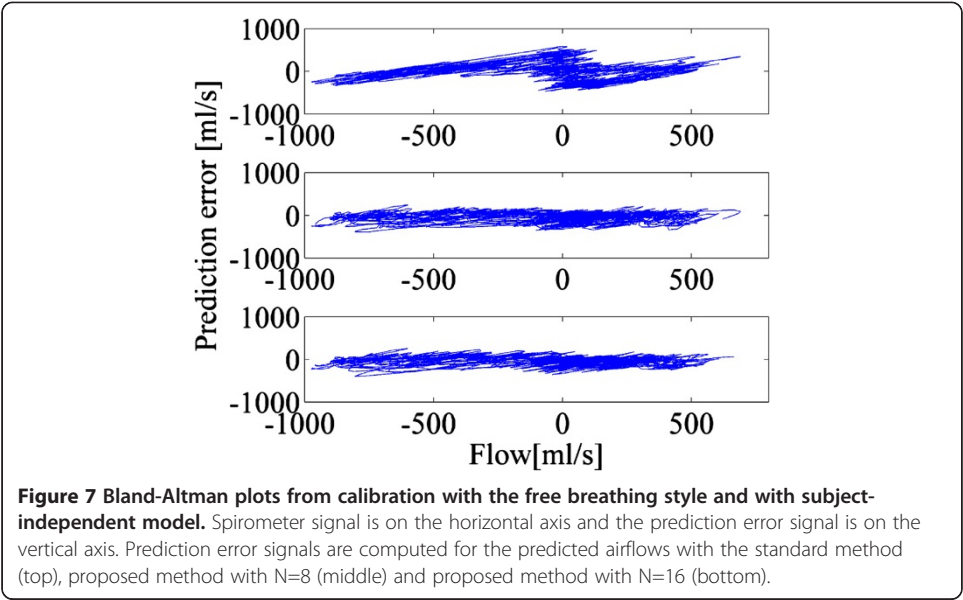 1000
0
-1000
-1000 -500 0 500
1000
0
-1000
-1000 -500 0 500
1000
0
-1000
-1000 -500 0 500
Prediction error [ml/s]
Flow[ml/s]
Figure 7 Bland-Altman plots from calibration with the free breathing style and with subject-
independent model. Spirometer signal is on the horizontal axis and the prediction error signal is on the
vertical axis. Prediction error signals are computed for the predicted airflows with the standard method
(top), proposed method with N=8 (middle) and proposed method with N=16 (bottom).